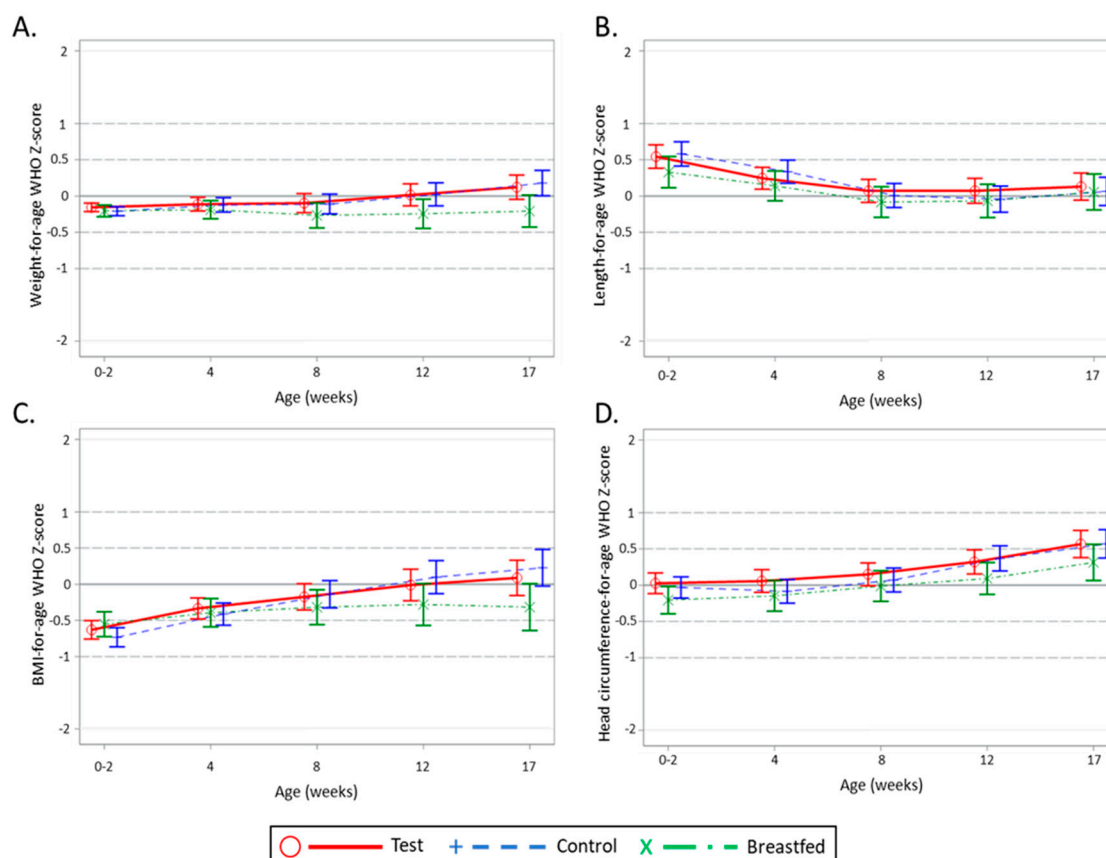 A.
Weight-for-age WHO Z-score
2
1
0.5
0
-0.5
-1
-2
0-2 4 8 12 17
Age (weeks)
B.
Length-for-age WHO Z-score
2
1
0.5
0
-0.5
-1
-2
0-2 4 8 12 17
Age (weeks)
C.
BMI-for-age WHO Z-score
2
1
0.5
0
-0.5
-1
-2
0-2 4 8 12 17
Age (weeks)
D.
Head circumference-for-age WHO Z-score
2
1
0.5
0
-0.5
-1
-2
0-2 4 8 12 17
Age (weeks)
Test Control Breastfed